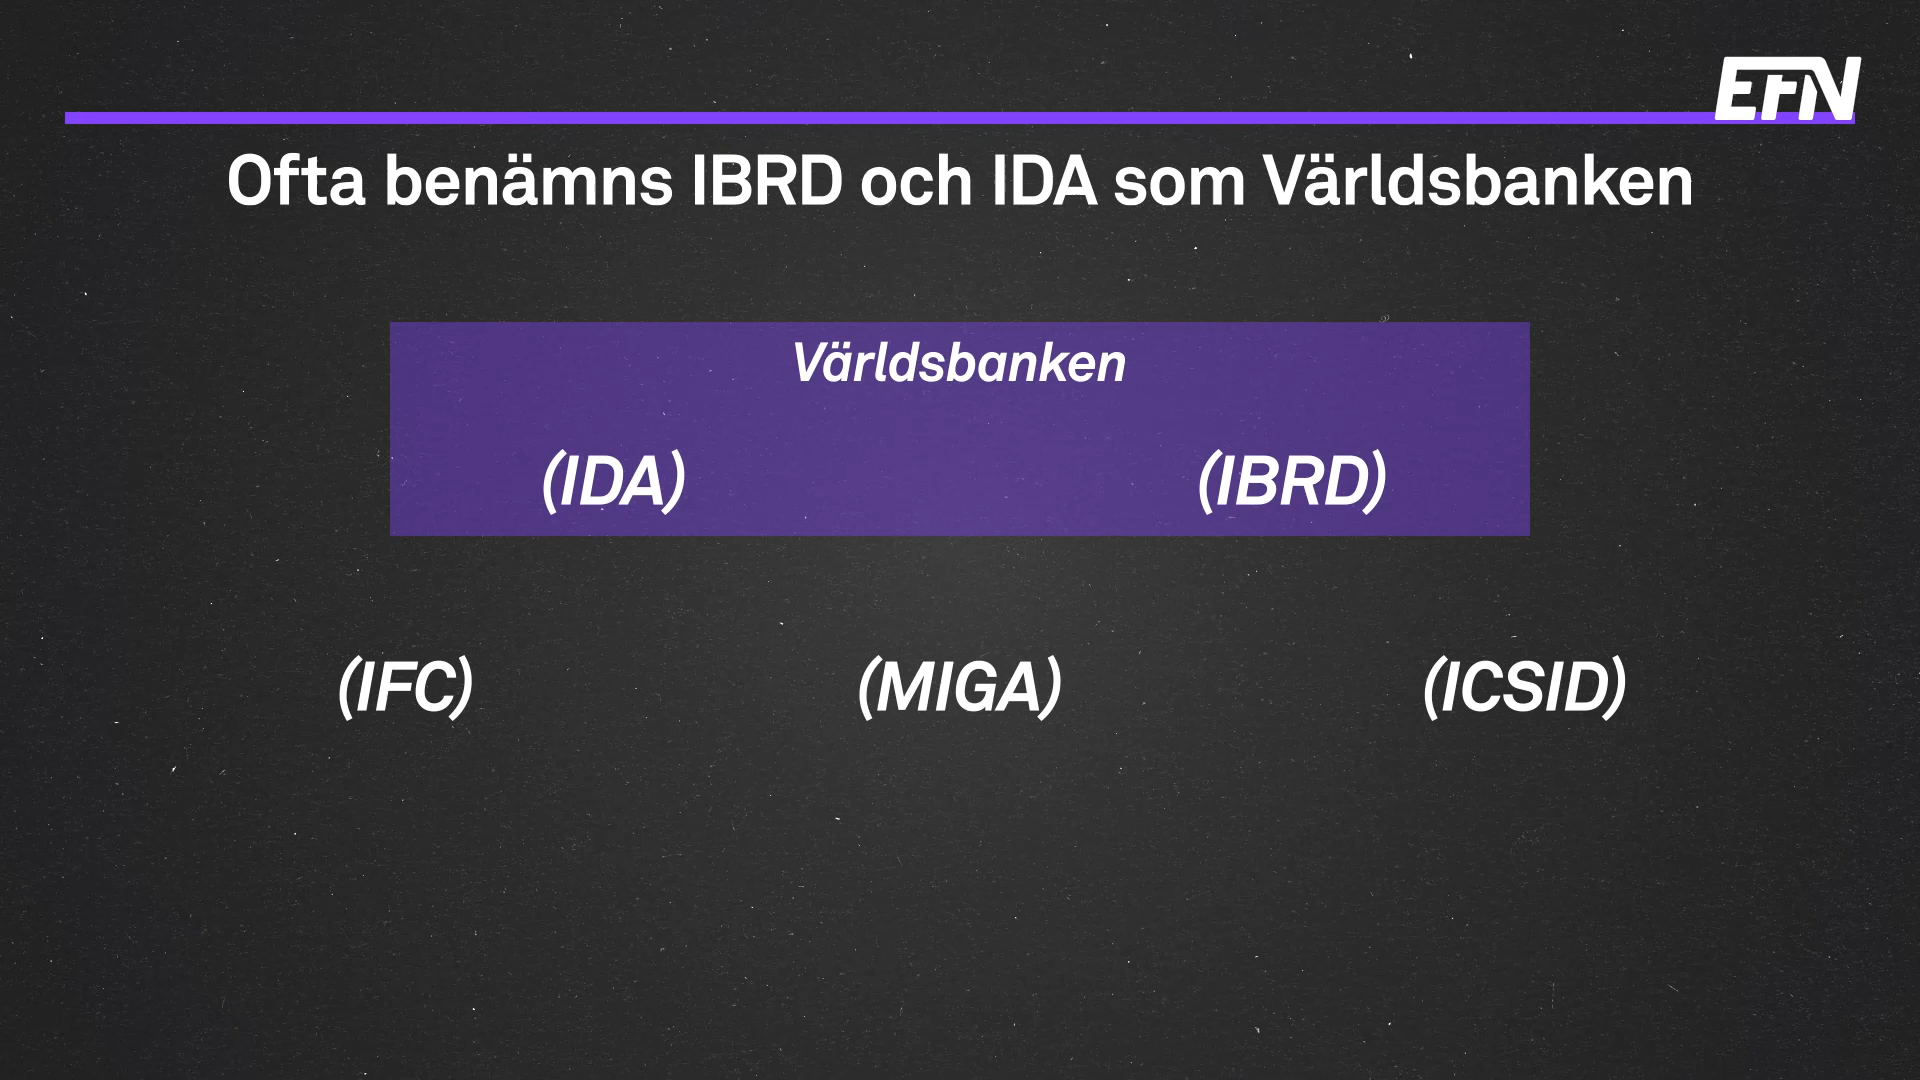 EFN
Ofta benämns IBRD och IDA som Världsbanken
Världsbanken
(IDA) (IBRD)
(IFC) (MIGA) (ICSID)